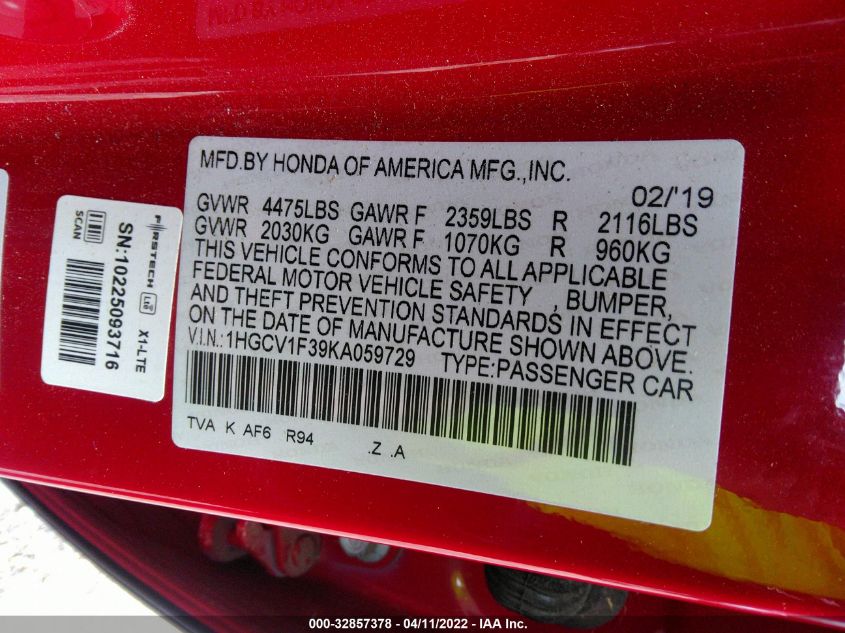 MFD.BY HONDA OF AMERICA MFG.,INC.
02/'19
GVWR 4475LBS GAWR F 2359LBS R 2116LBS
GVWR 2030KG GAWR F 1070KG R 960KG
THIS VEHICLE CONFORMS TO ALL APPLICABLE
FEDERAL MOTOR VEHICLE SAFETY , BUMPER,
AND THEFT PREVENTION STANDARDS IN EFFECT
ON THE DATE OF MANUFACTURE SHOWN ABOVE.
V.I.N.:1HGCV1F39KA059729 TYPE:PASSENGER CAR
TVA K AF6 R94 .Z .A
FIRSTECH
SCAN
SN:10225093716
X1-LTE
000-32857378 - 04/11/2022 - IAA Inc.